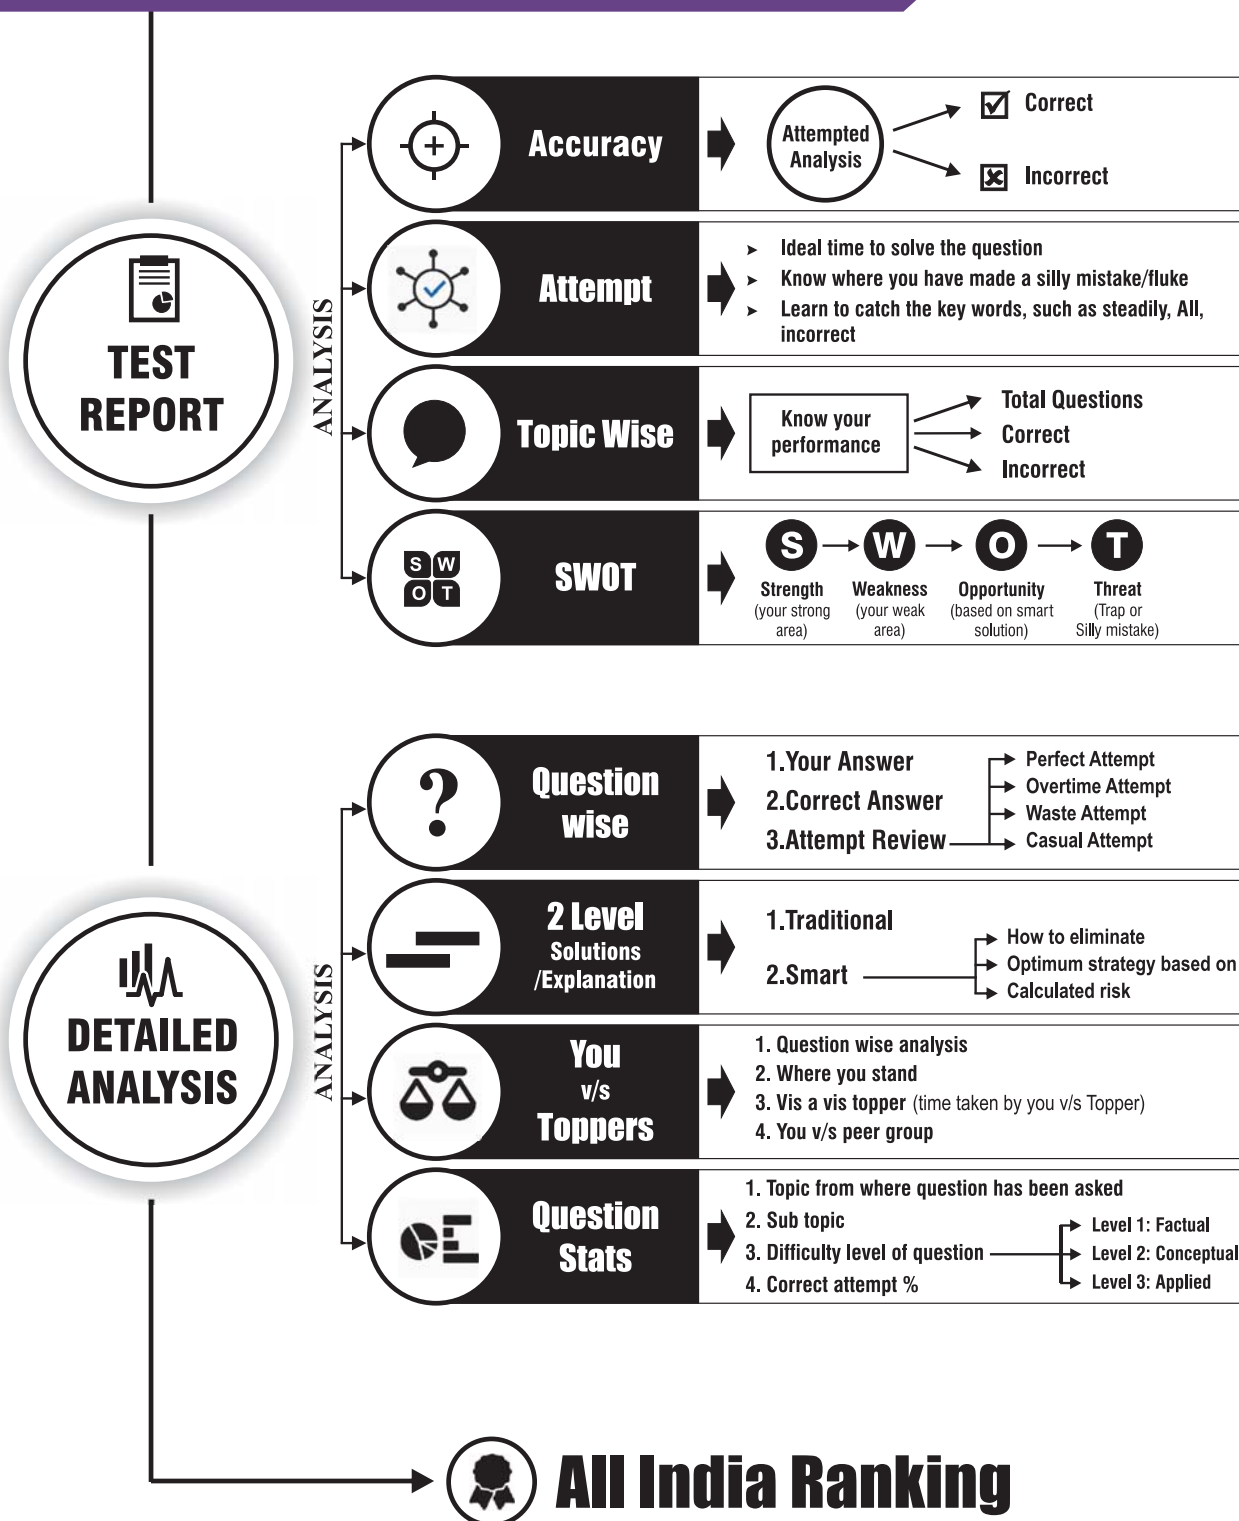 TEST
REPORT
ANALYSIS
Accuracy
Attempted
Analysis
Correct
Incorrect
Attempt
➤ Ideal time to solve the question
➤ Know where you have made a silly mistake/fluke
➤ Learn to catch the key words, such as steadily, All,
incorrect
Topic Wise
Know your
performance
Total Questions
Correct
Incorrect
S W
O T
SWOT
S W O T
Strength
(your strong
area)
Weakness
(your weak
area)
Opportunity
(based on smart
solution)
Threat
(Trap or
Silly mistake)
DETAILED
ANALYSIS
ANALYSIS
?
Question
wise
1.Your Answer
2.Correct Answer
3.Attempt Review
Perfect Attempt
Overtime Attempt
Waste Attempt
Casual Attempt
2 Level
Solutions
/Explanation
1.Traditional
2.Smart
How to eliminate
Optimum strategy based on
Calculated risk
You
v/s
Toppers
1. Question wise analysis
2. Where you stand
3. Vis a vis topper (time taken by you v/s Topper)
4. You v/s peer group
Question
Stats
1. Topic from where question has been asked
2. Sub topic
3. Difficulty level of question
4. Correct attempt %
Level 1: Factual
Level 2: Conceptual
Level 3: Applied
All India Ranking